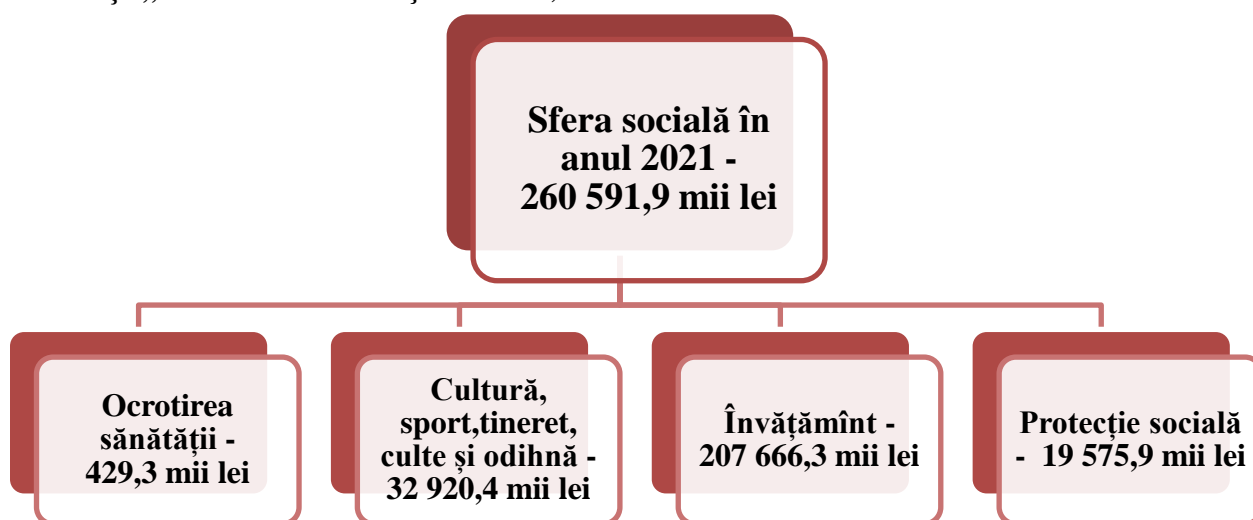 Sfera socială în
anul 2021 -
260 591,9 mii lei
Ocrotirea
sănătății -
429,3 mii lei
Cultură,
sport,tineret,
culte și odihnă -
32 920,4 mii lei
Învățămînt -
207 666,3 mii lei
Protecție socială
- 19 575,9 mii lei